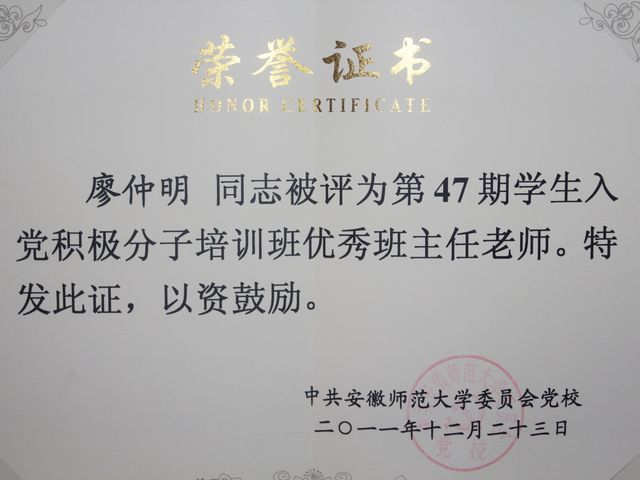 荣誉证书
HONOR CERTIFICATE
廖仲明 同志被评为第47期学生入
党积极分子培训班优秀班主任老师。特
发此证，以资鼓励。
中共安徽师范大学委员会党校
二〇一一年十二月二十三日